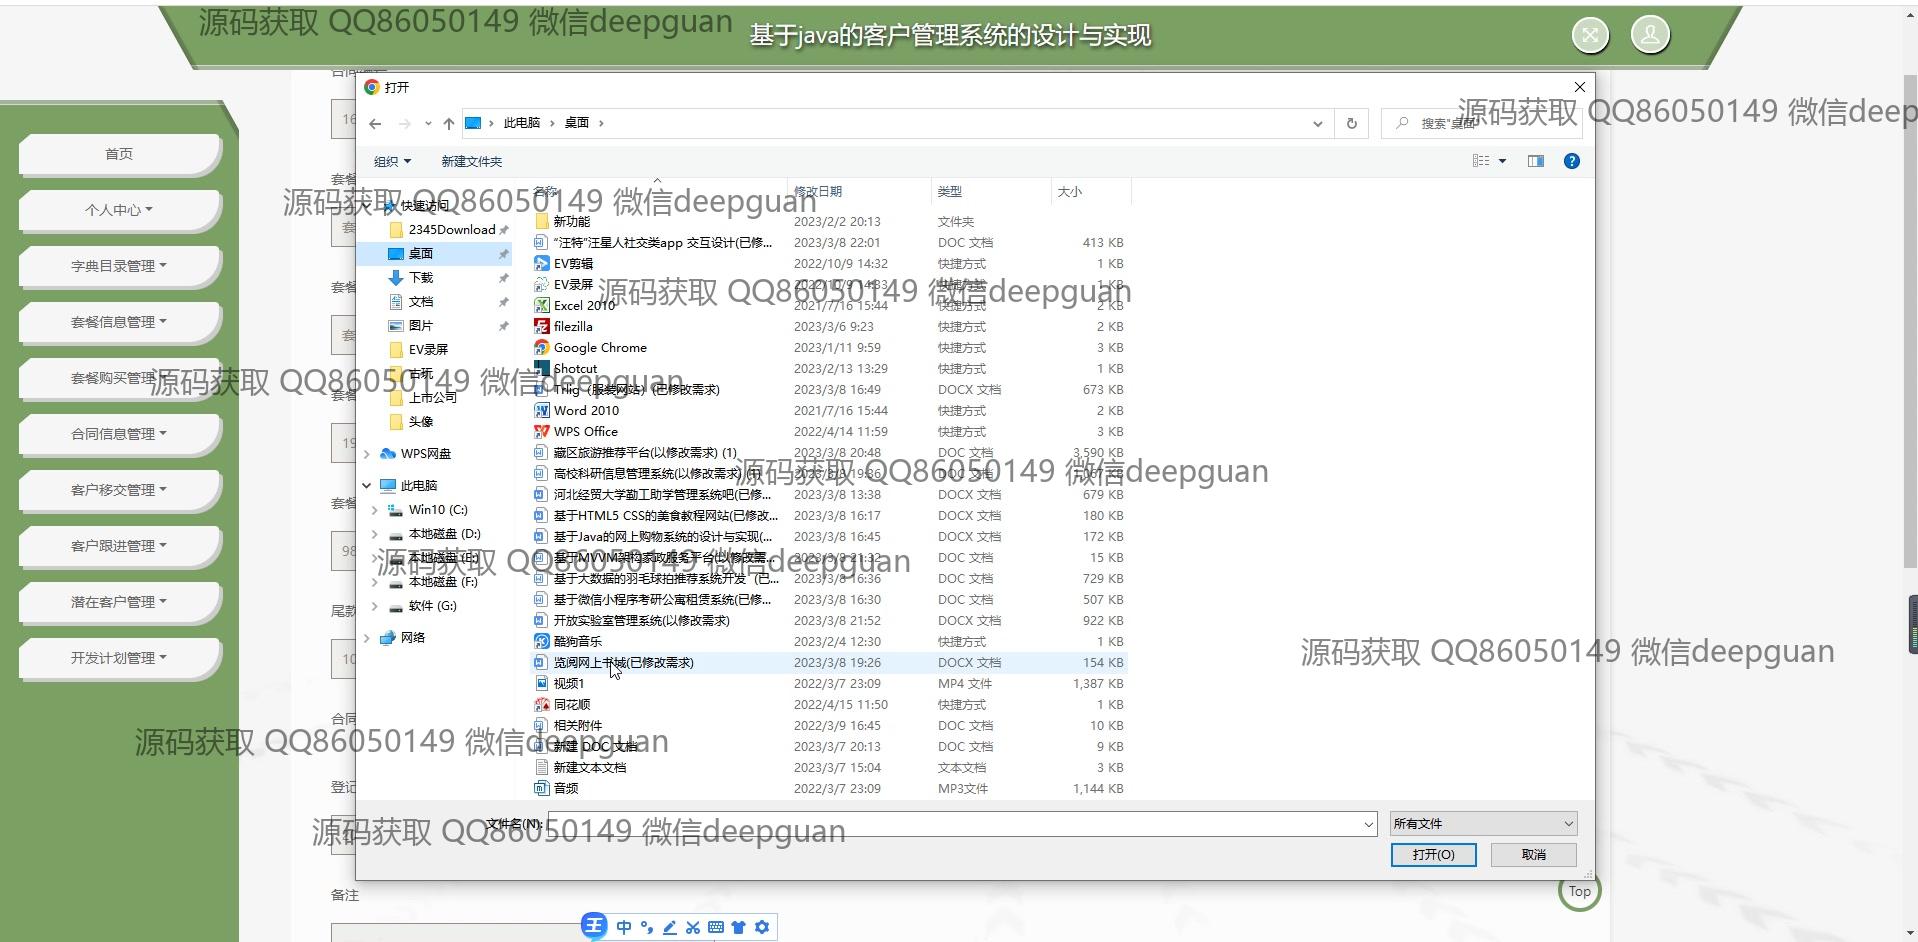 源码获取 QQ86050149 微信deepguan
基于java的客户管理系统的设计与实现
首页
个人中心
字典目录管理
套餐信息管理
套餐购买管理
合同信息管理
客户移交管理
客户跟进管理
潜在客户管理
开发计划管理
打开
此电脑 > 桌面 >
搜索"桌面"
源码获取 QQ86050149 微信deep
组织 新建文件夹
名称 修改日期 类型 大小
源码获取 QQ86050149 微信deepguan
快速访问
2345Download
桌面
下载
文档
图片
EV录屏
上市公司
头像
WPS网盘
此电脑
Win10 (C:)
本地磁盘 (D:)
本地磁盘 (E:)
本地磁盘 (F:)
软件 (G:)
网络
新功能 2023/2/2 20:13 文件夹
“汪特”汪星人社交类app 交互设计(已修... 2023/3/8 22:01 DOC 文档 413 KB
EV剪辑 2022/10/9 14:32 快捷方式 1 KB
EV录屏 2022/10/9 14:33 快捷方式 1 KB
源码获取 QQ86050149 微信deepguan
Excel 2010 2021/7/16 15:44 快捷方式 2 KB
filezilla 2023/3/6 9:23 快捷方式 2 KB
Google Chrome 2023/1/11 9:59 快捷方式 3 KB
Shotcut 2023/2/13 13:29 快捷方式 1 KB
源码获取 QQ86050149 微信deepguan
(服装网站) (已修改需求) 2023/3/8 16:49 DOCX 文档 673 KB
Word 2010 2021/7/16 15:44 快捷方式 2 KB
WPS Office 2022/4/14 11:59 快捷方式 3 KB
藏区旅游推荐平台(以修改需求) (1) 2023/3/8 20:48 DOC 文档 3,590 KB
高校科研信息管理系统(以修改需求) (1) 2023/3/8 19:36 DOC 文档
源码获取 QQ86050149 微信deepguan
河北经贸大学勤工助学管理系统吧(已修... 2023/3/8 13:38 DOCX 文档 679 KB
基于HTML5 CSS的美食教程网站(已修改... 2023/3/8 16:17 DOCX 文档 180 KB
基于Java的网上购物系统的设计与实现(... 2023/3/8 16:45 DOCX 文档 172 KB
基于MVVM架构家政服务平台(以修改需... 2023/3/8 21:32 DOC 文档 15 KB
源码获取 QQ86050149 微信deepguan
基于大数据的羽毛球拍推荐系统开发 (已... 2023/3/8 16:36 DOC 文档 729 KB
基于微信小程序考研公寓租赁系统(已修... 2023/3/8 16:30 DOC 文档 507 KB
开放实验室管理系统(以修改需求) 2023/3/8 21:52 DOC 文档 922 KB
酷狗音乐 2023/2/4 12:30 快捷方式 1 KB
览阅网上书城(已修改需求) 2023/3/8 19:26 DOCX 文档 154 KB
源码获取 QQ86050149 微信deepguan
视频1 2022/3/7 23:09 MP4 文件 1,387 KB
同花顺 2022/4/15 11:50 快捷方式 1 KB
相关附件 2022/3/9 16:45 DOC 文档 10 KB
新建 DOC 文档 2023/3/7 20:13 DOC 文档 9 KB
源码获取 QQ86050149 微信deepguan
新建文本文档 2023/3/7 15:04 文本文档 3 KB
音频 2022/3/7 23:09 MP3文件 1,144 KB
文件名(N): 所有文件
源码获取 QQ86050149 微信deepguan
打开(O) 取消
备注
Top
王 中